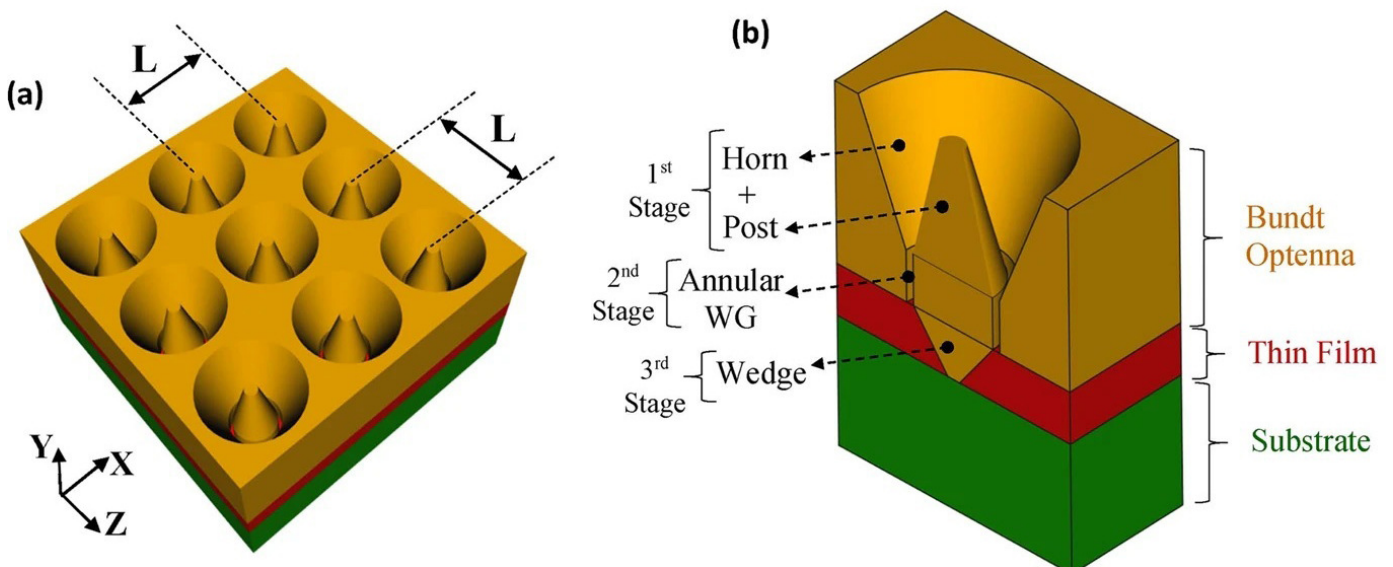 (a)
L
L
Y
X
Z
(b)
1st
Stage
Horn
+
Post
2nd
Stage
Annular
WG
3rd
Stage
Wedge
Bundt
Optenna
Thin Film
Substrate